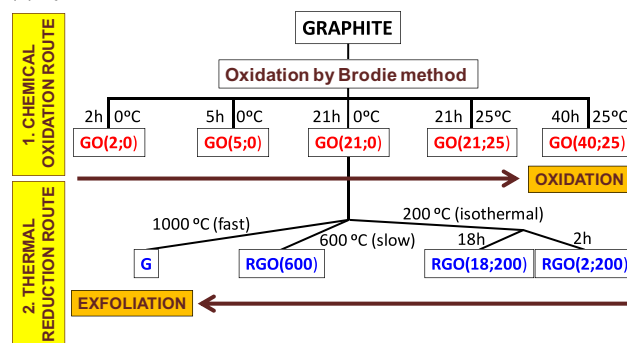 GRAPHITE
Oxidation by Brodie method
1. CHEMICAL
OXIDATION ROUTE
2h 0ºC
5h 0ºC
21h 0ºC
21h 25ºC
40h 25ºC
GO(2;0)
GO(5;0)
GO(21;0)
GO(21;25)
GO(40;25)
OXIDATION
2. THERMAL
REDUCTION ROUTE
1000 ºC (fast)
600 ºC (slow)
200 ºC (isothermal)
18h
2h
G
RGO(600)
RGO(18;200)
RGO(2;200)
EXFOLIATION